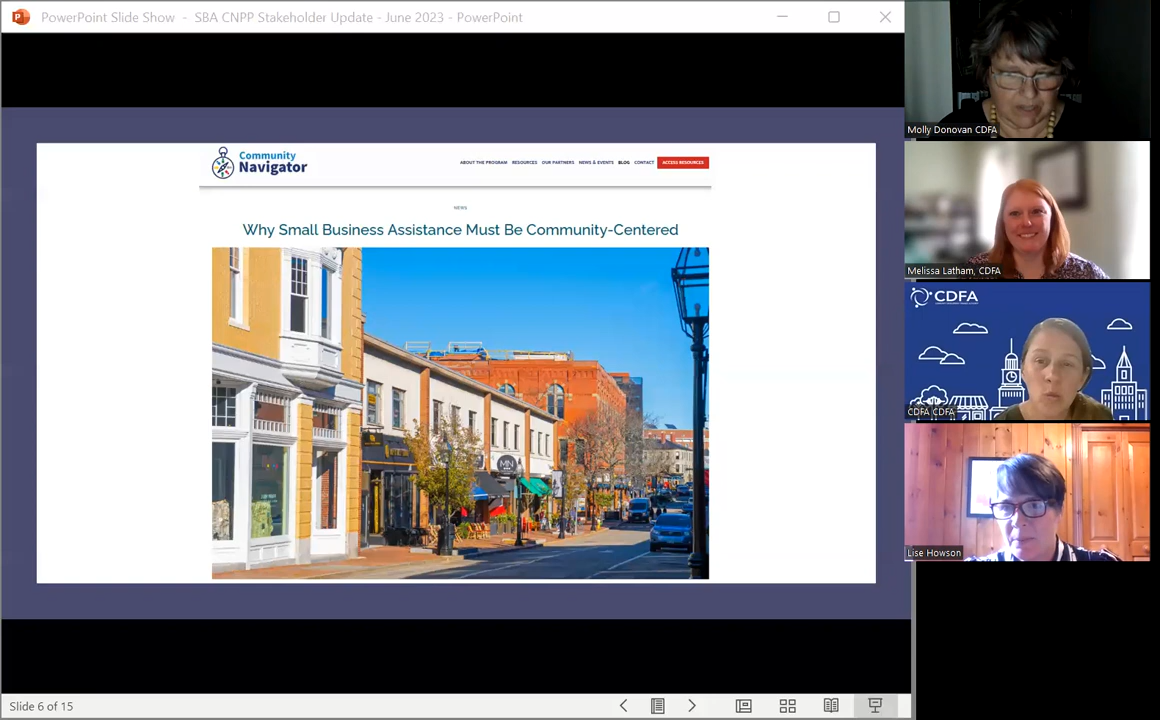 PowerPoint Slide Show - SBA CNPP Stakeholder Update - June 2023 - PowerPoint
Community
Navigator
ABOUT THE PROGRAM RESOURCES OUR PARTNERS NEWS & EVENTS BLOG CONTACT ACCESS RESOURCES
NEWS
Why Small Business Assistance Must Be Community-Centered
MN
Slide 6 of 15
Molly Donovan CDFA
Melissa Latham, CDFA
CDFA
CDFA CDFA
Lise Howson